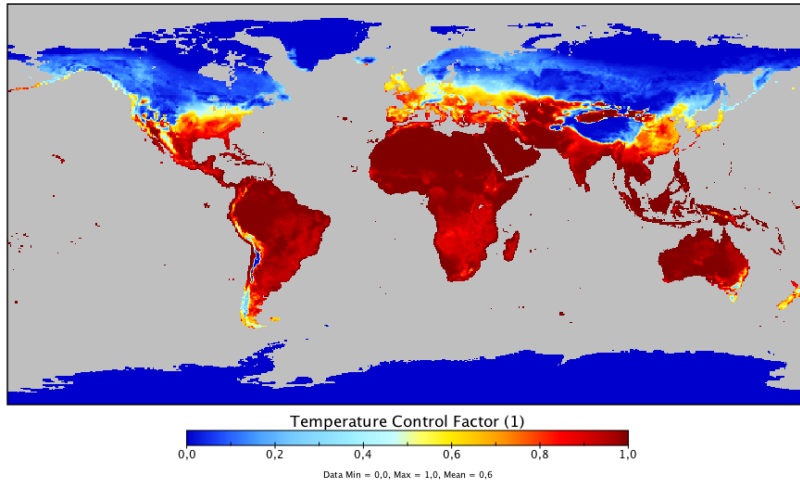 Temperature Control Factor (1)
0,0 0,2 0,4 0,6 0,8 1,0
Data Min = 0,0, Max = 1,0, Mean = 0,6